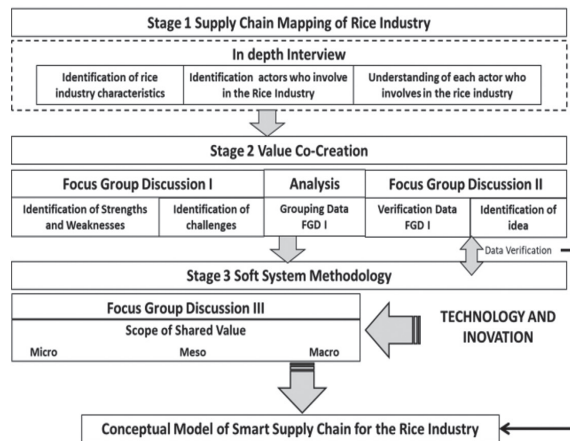 Stage 1 Supply Chain Mapping of Rice Industry
In depth Interview
Identification of rice
industry characteristics
Identification actors who involve
in the Rice Industry
Understanding of each actor who
involves in the rice industry
Stage 2 Value Co-Creation
Focus Group Discussion I
Analysis
Focus Group Discussion II
Identification of Strengths
and Weaknesses
Identification of
challenges
Grouping Data
FGD I
Verification Data
FGD I
Identification of
idea
Data Verification
Stage 3 Soft System Methodology
Focus Group Discussion III
Scope of Shared Value
Micro Meso Macro
TECHNOLOGY AND
INOVATION
Conceptual Model of Smart Supply Chain for the Rice Industry